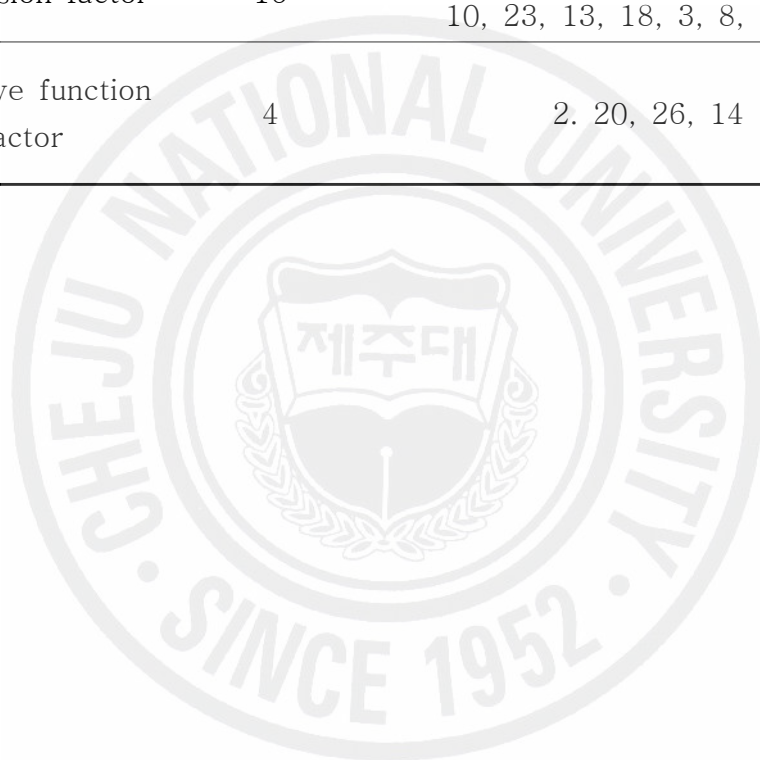 10, 23, 13, 18, 3, 8,
ve function
actor
4
2. 20, 26, 14
CHEJU NATIONAL UNIVERSITY
제주대
SINCE 1952